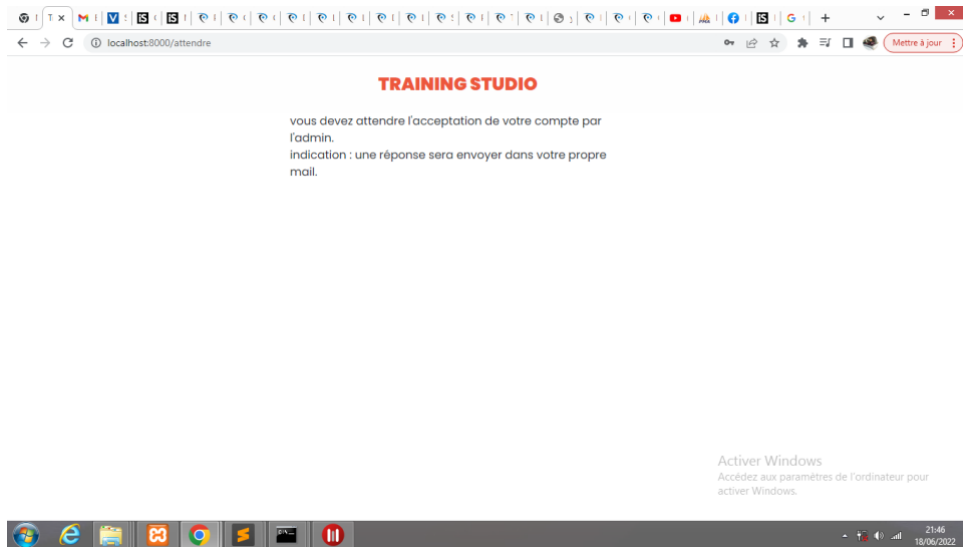 localhost:8000/attendre
Mettre à jour
TRAINING STUDIO
vous devez attendre l'acceptation de votre compte par
l'admin.
indication : une réponse sera envoyer dans votre propre
mail.
Activer Windows
Accédez aux paramètres de l'ordinateur pour
activer Windows.
21:46
18/06/2022